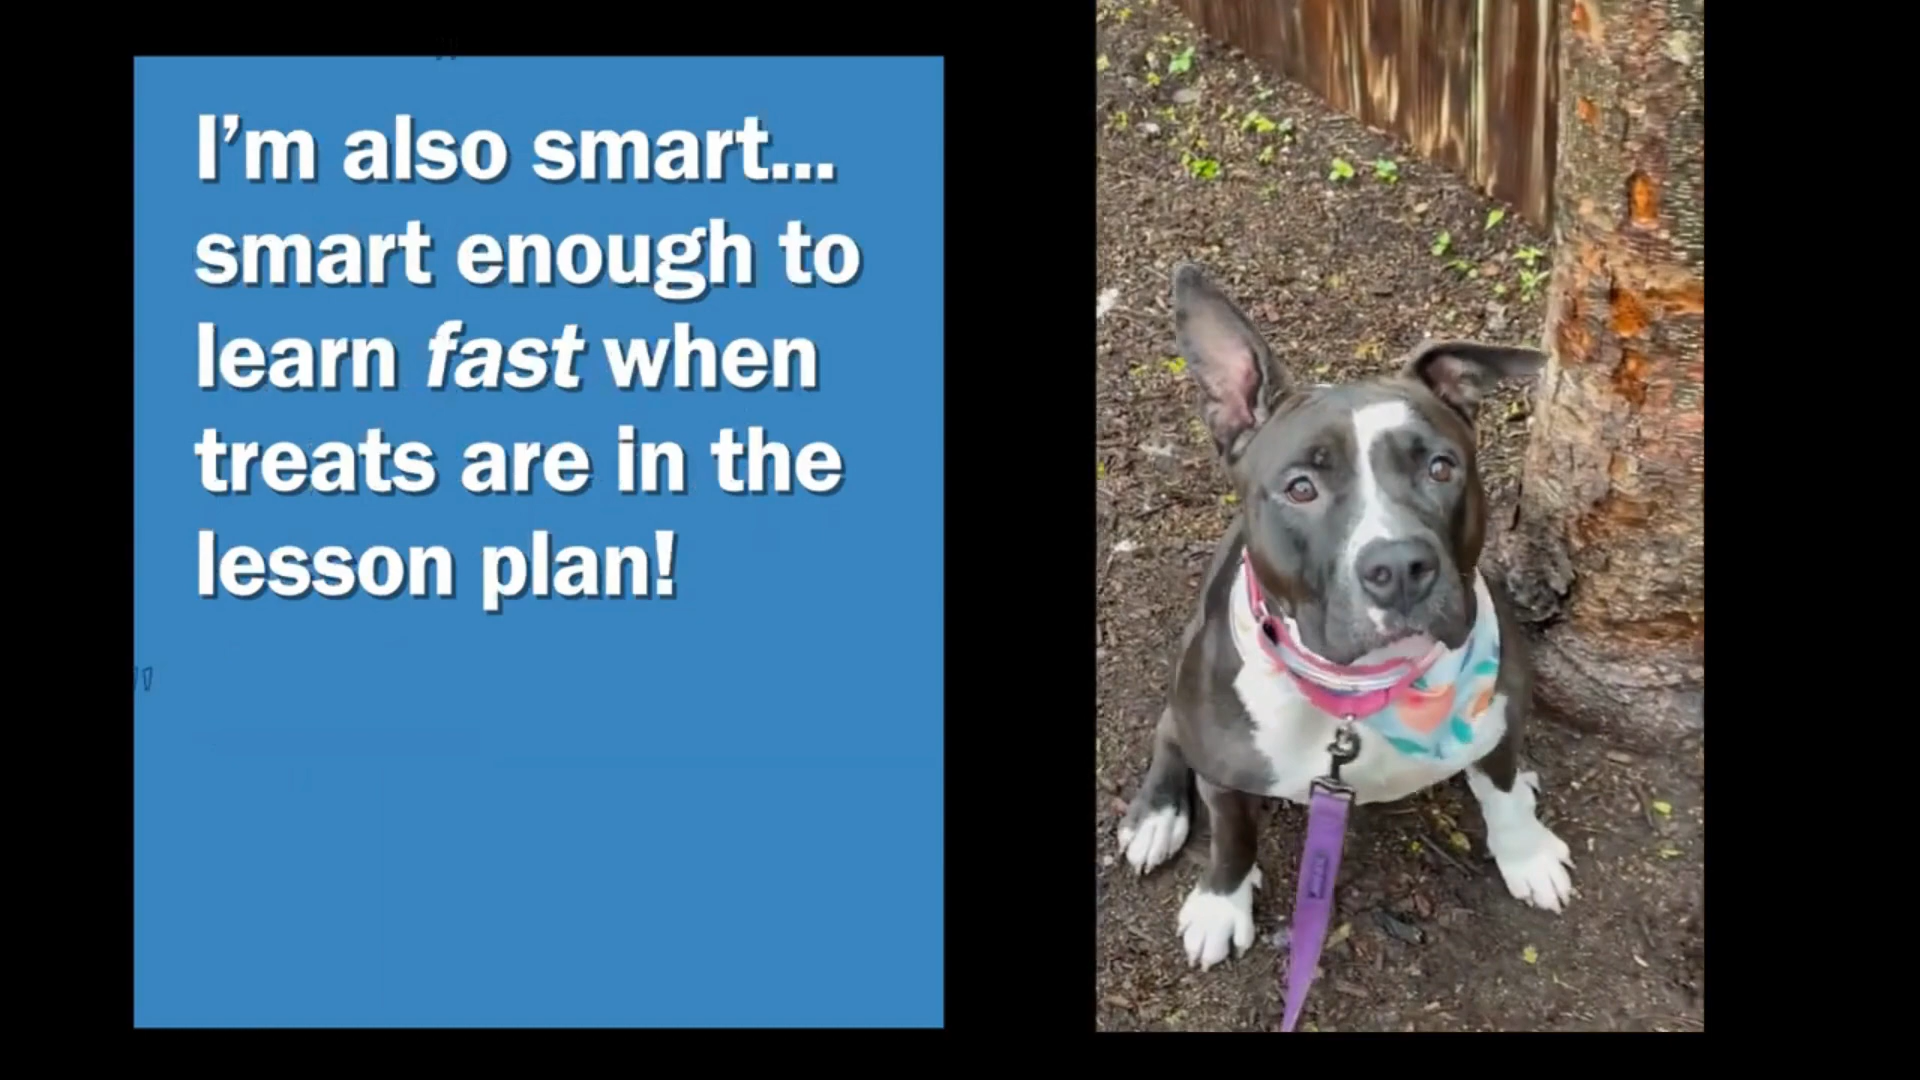 I'm also smart...
smart enough to
learn fast when
treats are in the
lesson plan!